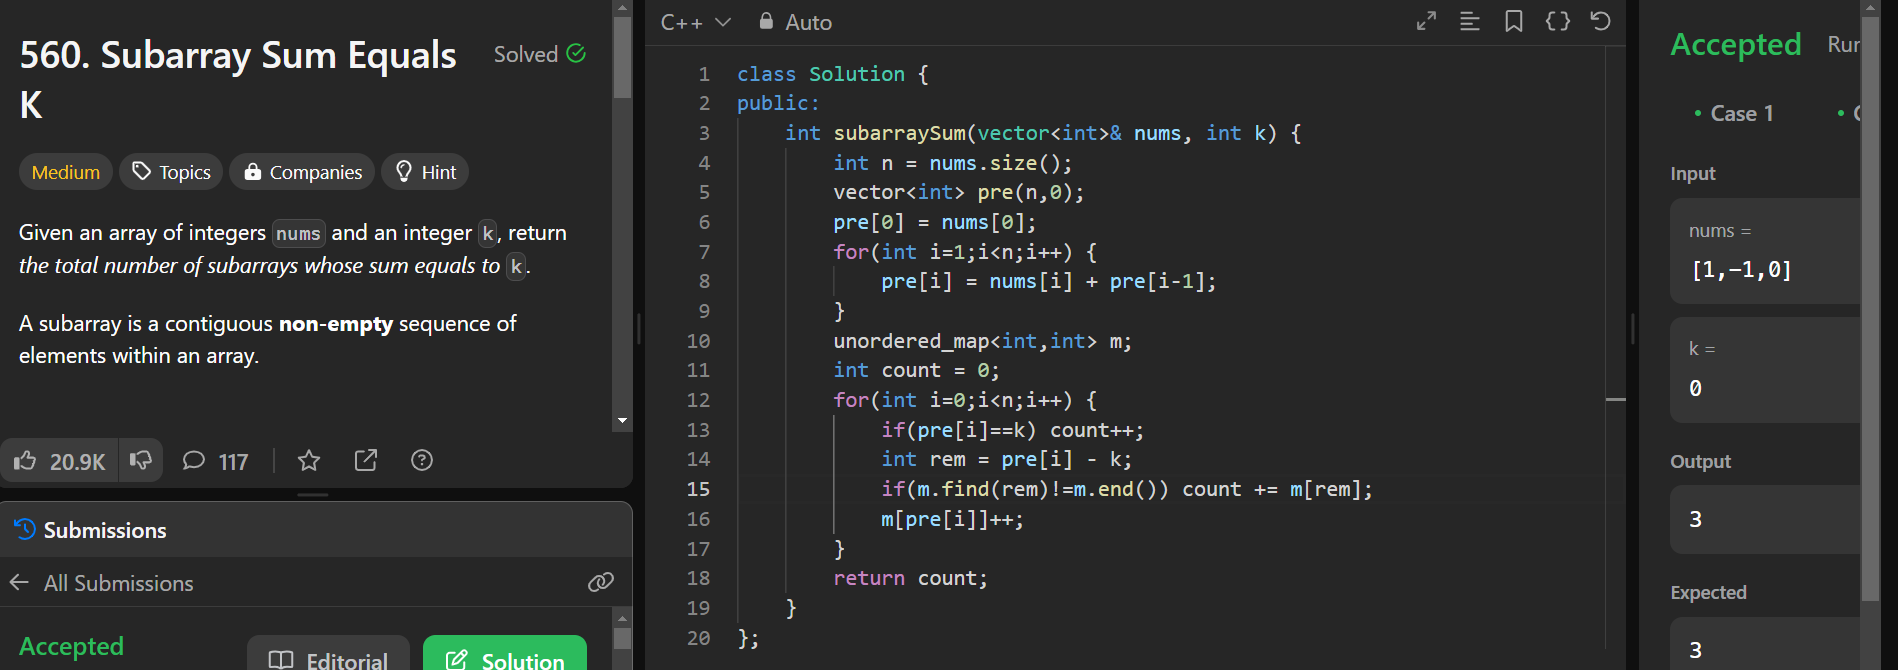 560. Subarray Sum Equals
K
Solved
Medium
Topics
Companies
Hint
Given an array of integers nums and an integer k, return
the total number of subarrays whose sum equals to k.
A subarray is a contiguous non-empty sequence of
elements within an array.
20.9K
117
Submissions
All Submissions
Accepted
Editorial
Solution
C++
Auto
1 class Solution {
2 public:
3     int subarraySum(vector<int>& nums, int k) {
4         int n = nums.size();
5         vector<int> pre(n,0);
6         pre[0] = nums[0];
7         for(int i=1;i<n;i++) {
8             pre[i] = nums[i] + pre[i-1];
9         }
10         unordered_map<int,int> m;
11         int count = 0;
12         for(int i=0;i<n;i++) {
13             if(pre[i]==k) count++;
14             int rem = pre[i] - k;
15             if(m.find(rem)!=m.end()) count += m[rem];
16             m[pre[i]]++;
17         }
18         return count;
19     }
20 };
Accepted
Run
Case 1
Input
nums =
[1,-1,0]
k =
0
Output
3
Expected
3